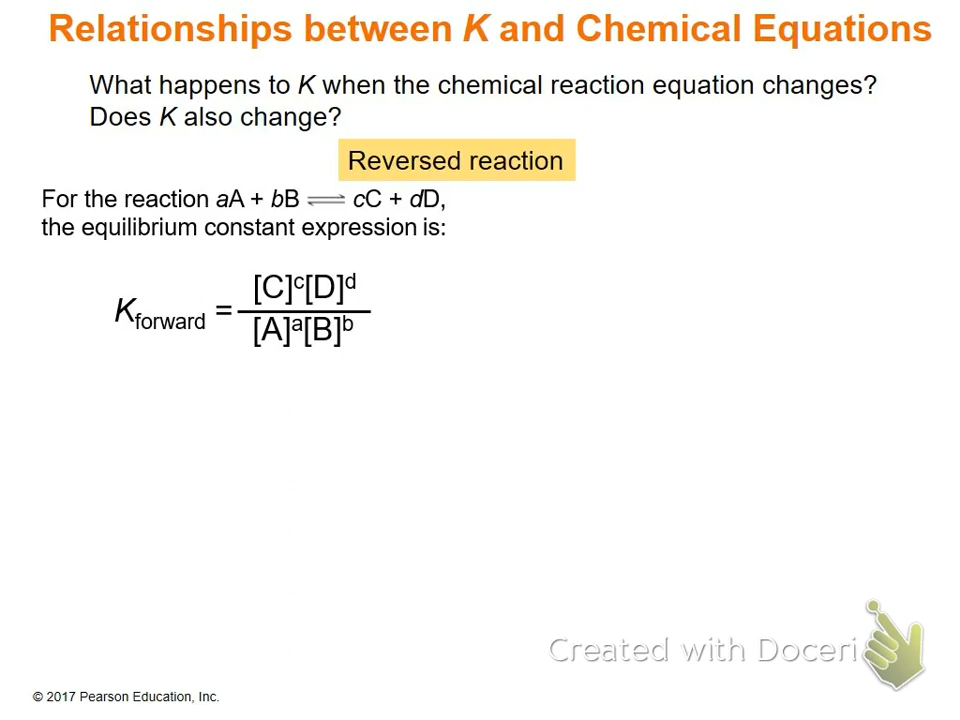 Relationships between K and Chemical Equations
What happens to K when the chemical reaction equation changes?
Does K also change?
Reversed reaction
For the reaction aA + bB ⇌ cC + dD,
the equilibrium constant expression is:
K_forward = [C]^c[D]^d
[A]^a[B]^b
Created with Doceri
© 2017 Pearson Education, Inc.